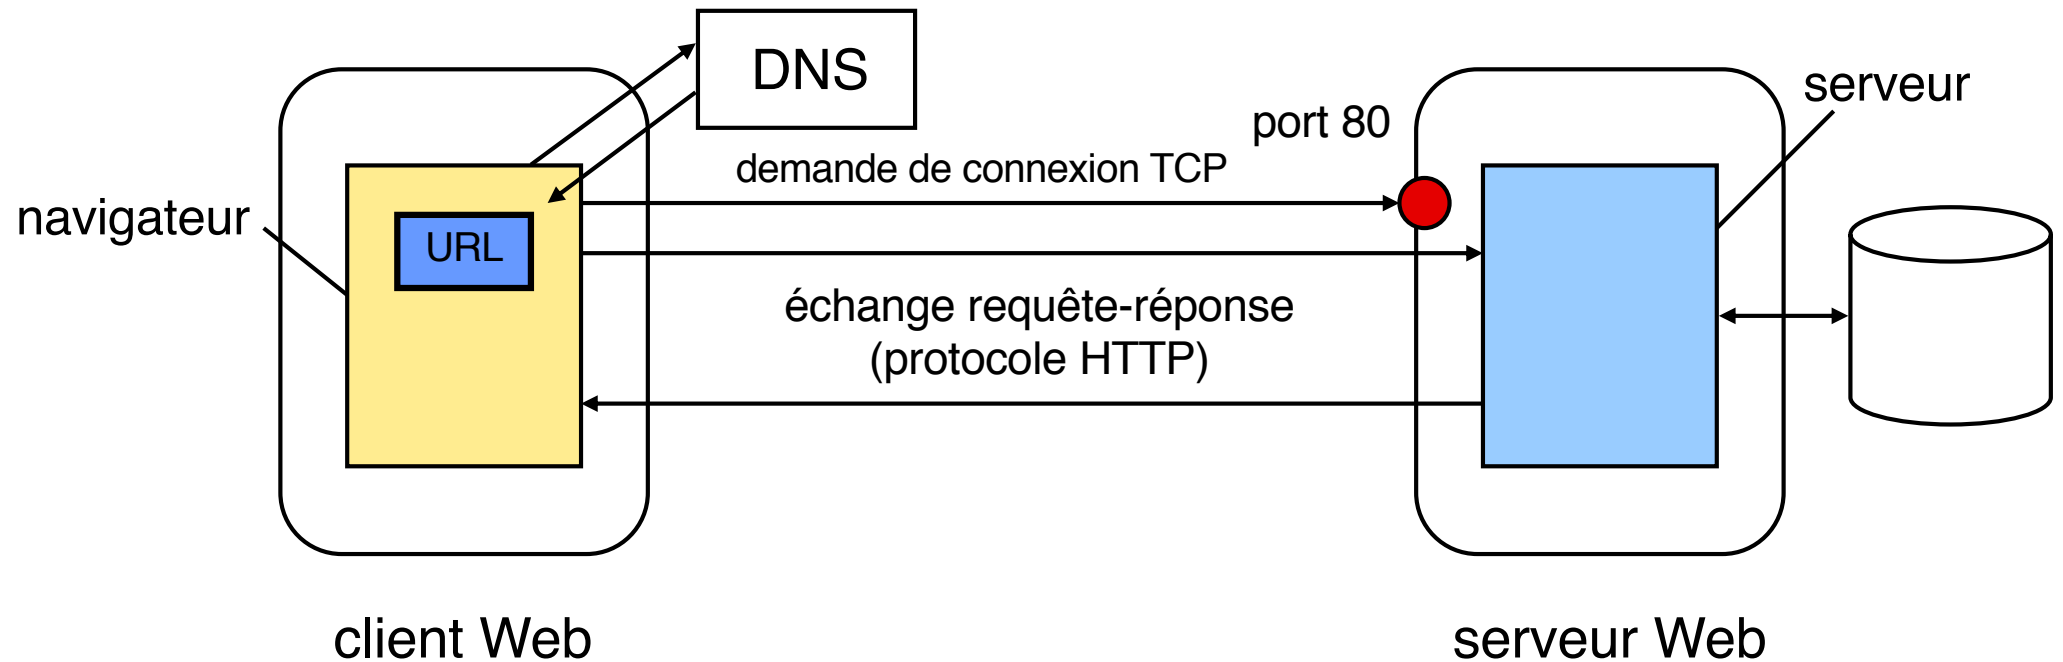 DNS
serveur
port 80
demande de connexion TCP
navigateur
URL
échange requête-réponse
(protocole HTTP)
client Web
serveur Web